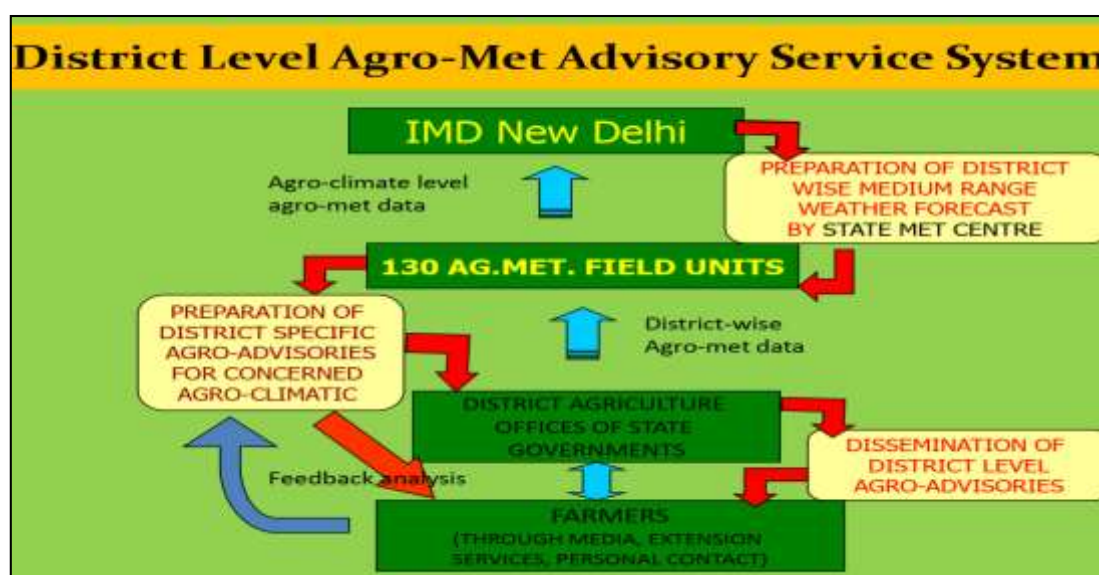 District Level Agro-Met Advisory Service System
IMD New Delhi
Agro-climate level
agro-met data
PREPARATION OF DISTRICT
WISE MEDIUM RANGE
WEATHER FORECAST
BY STATE MET CENTRE
130 AG.MET. FIELD UNITS
PREPARATION OF
DISTRICT SPECIFIC
AGRO-ADVISORIES
FOR CONCERNED
AGRO-CLIMATIC
District-wise
Agro-met data
DISTRICT AGRICULTURE
OFFICES OF STATE
GOVERNMENTS
DISSEMINATION OF
DISTRICT LEVEL
AGRO-ADVISORIES
Feedback analysis
FARMERS
(THROUGH MEDIA, EXTENSION
SERVICES, PERSONAL CONTACT)